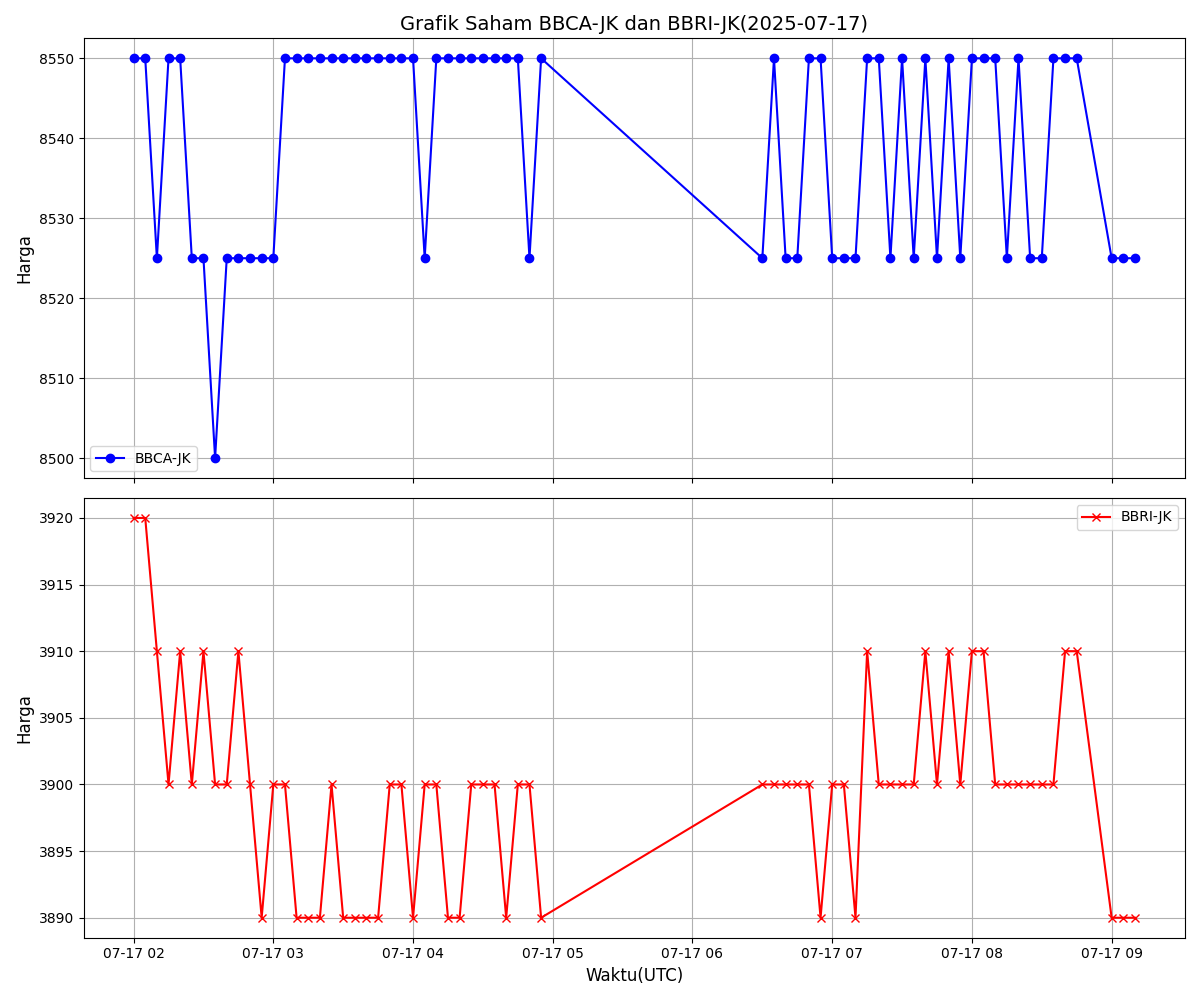 Grafik Saham BBCA-JK dan BBRI-JK(2025-07-17)
8550
8540
8530
8520
8510
8500
Harga
BBCA-JK
3920
3915
3910
3905
3900
3895
3890
Harga
BBRI-JK
07-17 02 07-17 03 07-17 04 07-17 05 07-17 06 07-17 07 07-17 08 07-17 09
Waktu(UTC)